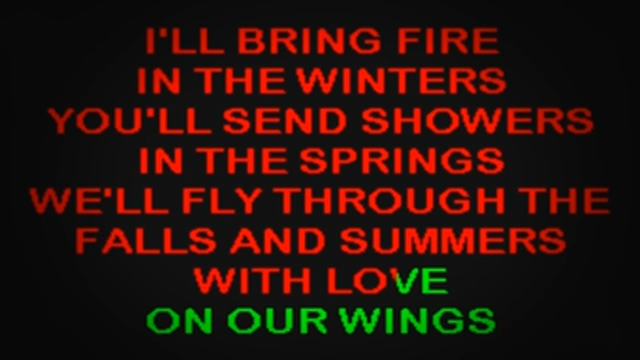 I'LL BRING FIRE
IN THE WINTERS
YOU'LL SEND SHOWERS
IN THE SPRINGS
WE'LL FLY THROUGH THE
FALLS AND SUMMERS
WITH LOVE
ON OUR WINGS